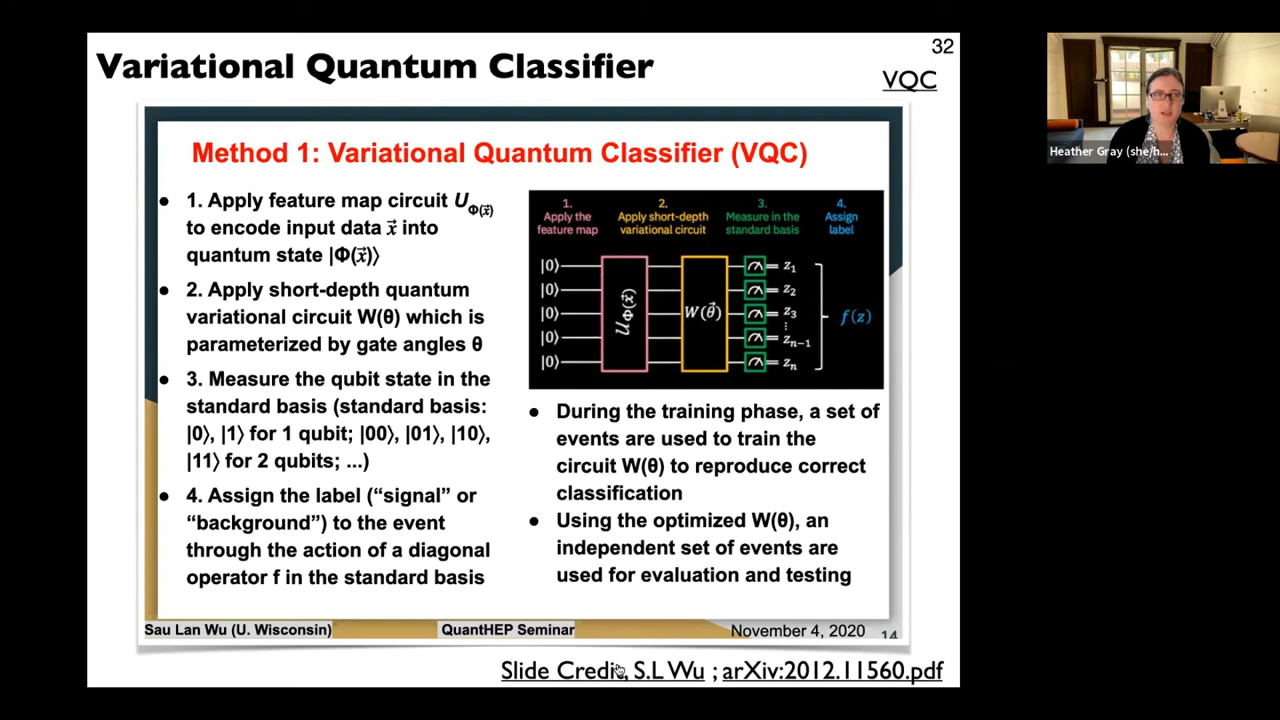 Variational Quantum Classifier
32
VQC
Method 1: Variational Quantum Classifier (VQC)
● 1. Apply feature map circuit U_Φ(x⃗)
to encode input data x⃗ into
quantum state |Φ(x⃗)⟩
● 2. Apply short-depth quantum
variational circuit W(θ) which is
parameterized by gate angles θ
● 3. Measure the qubit state in the
standard basis (standard basis:
|0⟩, |1⟩ for 1 qubit; |00⟩, |01⟩, |10⟩,
|11⟩ for 2 qubits; ...)
● 4. Assign the label (“signal” or
“background”) to the event
through the action of a diagonal
operator f in the standard basis
1.
Apply the
feature map
2.
Apply short-depth
variational circuit
3.
Measure in the
standard basis
4.
Assign
label
|0⟩
|0⟩
|0⟩
|0⟩
|0⟩
U_Φ(x⃗)
W(θ⃗)
= z₁
= z₂
= z₃
⋮
= zₙ₋₁
= zₙ
f(z)
● During the training phase, a set of
events are used to train the
circuit W(θ) to reproduce correct
classification
● Using the optimized W(θ), an
independent set of events are
used for evaluation and testing
Sau Lan Wu (U. Wisconsin)
QuantHEP Seminar
November 4, 2020
14
Slide Credit, S.L Wu ; arXiv:2012.11560.pdf
Heather Gray (she/h...